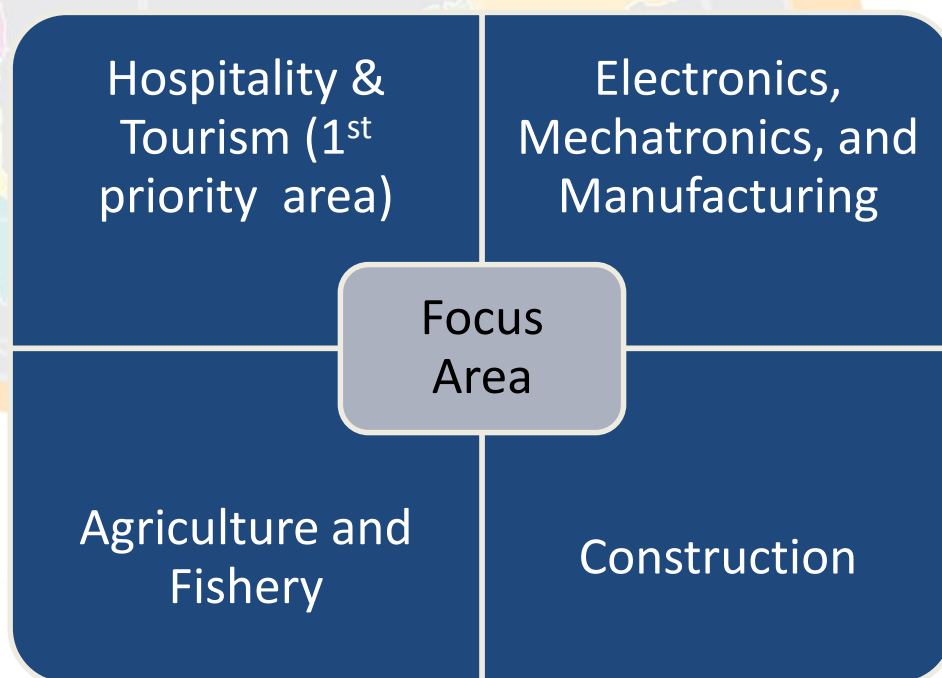 Hospitality &
Tourism (1st
priority area)
Electronics,
Mechatronics, and
Manufacturing
Focus
Area
Agriculture and
Fishery
Construction